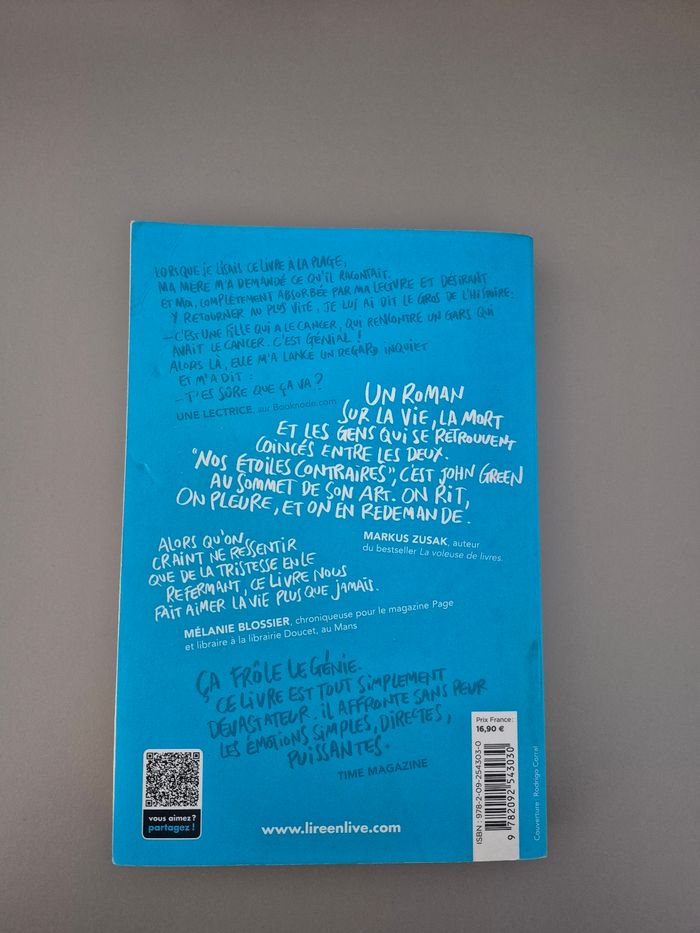 LORSQUE JE LISAIS CE LIVRE À LA PLAGE,
MA MÈRE M'A DEMANDÉ CE QU'IL RACONTAIT.
ET MOI, COMPLÈTEMENT ABSORBÉE PAR MA LECTURE ET DÉSIRANT
Y RETOURNER AU PLUS VITE, JE LUI AI DIT LE GROS DE L'HISTOIRE:
– C'EST UNE FILLE QUI A LE CANCER, QUI RENCONTRE UN GARS QUI
AVAIT LE CANCER. C'EST GÉNIAL !
ALORS LÀ, ELLE M'A LANCÉ UN REGARD INQUIET
ET M'A DIT :
– T'ES SÛRE QUE ÇA VA ?
UNE LECTRICE, sur Booknode.com
UN ROMAN
SUR LA VIE, LA MORT
ET LES GENS QUI SE RETROUVENT
COINCÉS ENTRE LES DEUX.
"NOS ÉTOILES CONTRAIRES", C'EST JOHN GREEN
AU SOMMET DE SON ART. ON RIT,
ON PLEURE, ET ON EN REDEMANDE.
MARKUS ZUSAK, auteur
du bestseller La voleuse de livres.
ALORS QU'ON
CRAINT NE RESSENTIR
QUE DE LA TRISTESSE EN LE
REFERMANT, CE LIVRE NOUS
FAIT AIMER LA VIE PLUS QUE JAMAIS.
MÉLANIE BLOSSIER, chroniqueuse pour le magazine Page
et libraire à la librairie Doucet, au Mans
ÇA FRÔLE LE GÉNIE.
CE LIVRE EST TOUT SIMPLEMENT
DÉVASTATEUR. IL AFFRONTE SANS PEUR
LES ÉMOTIONS SIMPLES, DIRECTES,
PUISSANTES.
TIME MAGAZINE
vous aimez ?
partagez !
www.lireenlive.com
Prix France :
16,90 €
ISBN : 978-2-09-254303-0
9 782092 543030
Couverture : Rodrigo Corral